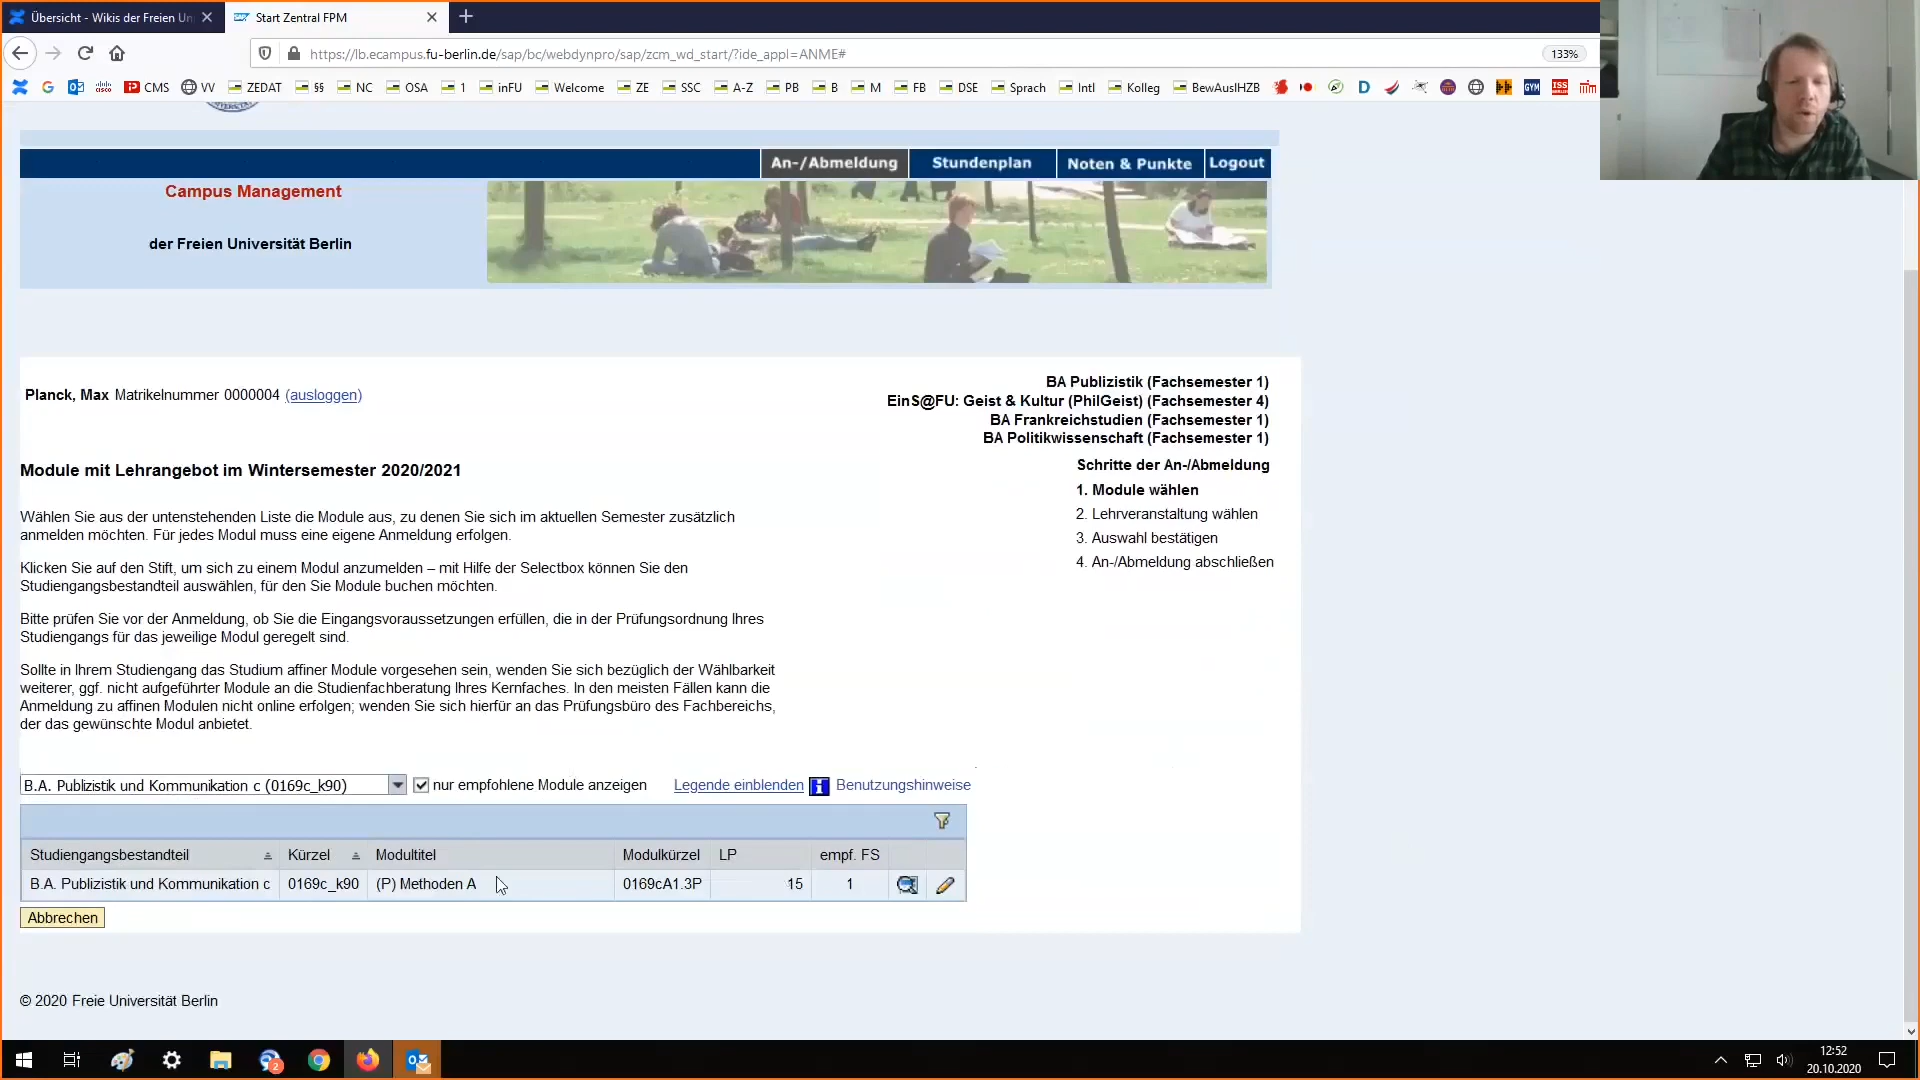 Übersicht - Wikis der Freien Un
Start Zentral FPM
https://lb.ecampus.fu-berlin.de/sap/bc/webdynpro/sap/zcm_wd_start/?ide_appl=ANME#
133%
CMS VV ZEDAT §§ NC OSA 1 inFU Welcome ZE SSC A-Z PB B M FB DSE Sprach Intl Kolleg BewAusIHZB
An-/Abmeldung Stundenplan Noten & Punkte Logout
Campus Management
der Freien Universität Berlin
Planck, Max Matrikelnummer 0000004 (ausloggen)
BA Publizistik (Fachsemester 1)
EinS@FU: Geist & Kultur (PhilGeist) (Fachsemester 4)
BA Frankreichstudien (Fachsemester 1)
BA Politikwissenschaft (Fachsemester 1)
Schritte der An-/Abmeldung
1. Module wählen
2. Lehrveranstaltung wählen
3. Auswahl bestätigen
4. An-/Abmeldung abschließen
Module mit Lehrangebot im Wintersemester 2020/2021
Wählen Sie aus der untenstehenden Liste die Module aus, zu denen Sie sich im aktuellen Semester zusätzlich
anmelden möchten. Für jedes Modul muss eine eigene Anmeldung erfolgen.
Klicken Sie auf den Stift, um sich zu einem Modul anzumelden – mit Hilfe der Selectbox können Sie den
Studiengangsbestandteil auswählen, für den Sie Module buchen möchten.
Bitte prüfen Sie vor der Anmeldung, ob Sie die Eingangsvoraussetzungen erfüllen, die in der Prüfungsordnung Ihres
Studiengangs für das jeweilige Modul geregelt sind.
Sollte in Ihrem Studiengang das Studium affiner Module vorgesehen sein, wenden Sie sich bezüglich der Wählbarkeit
weiterer, ggf. nicht aufgeführter Module an die Studienfachberatung Ihres Kernfaches. In den meisten Fällen kann die
Anmeldung zu affinen Modulen nicht online erfolgen; wenden Sie sich hierfür an das Prüfungsbüro des Fachbereichs,
der das gewünschte Modul anbietet.
B.A. Publizistik und Kommunikation c (0169c_k90) nur empfohlene Module anzeigen Legende einblenden Benutzungshinweise
Studiengangsbestandteil Kürzel Modultitel Modulkürzel LP empf. FS
B.A. Publizistik und Kommunikation c 0169c_k90 (P) Methoden A 0169cA1.3P 15 1
Abbrechen
© 2020 Freie Universität Berlin
12:52
20.10.2020